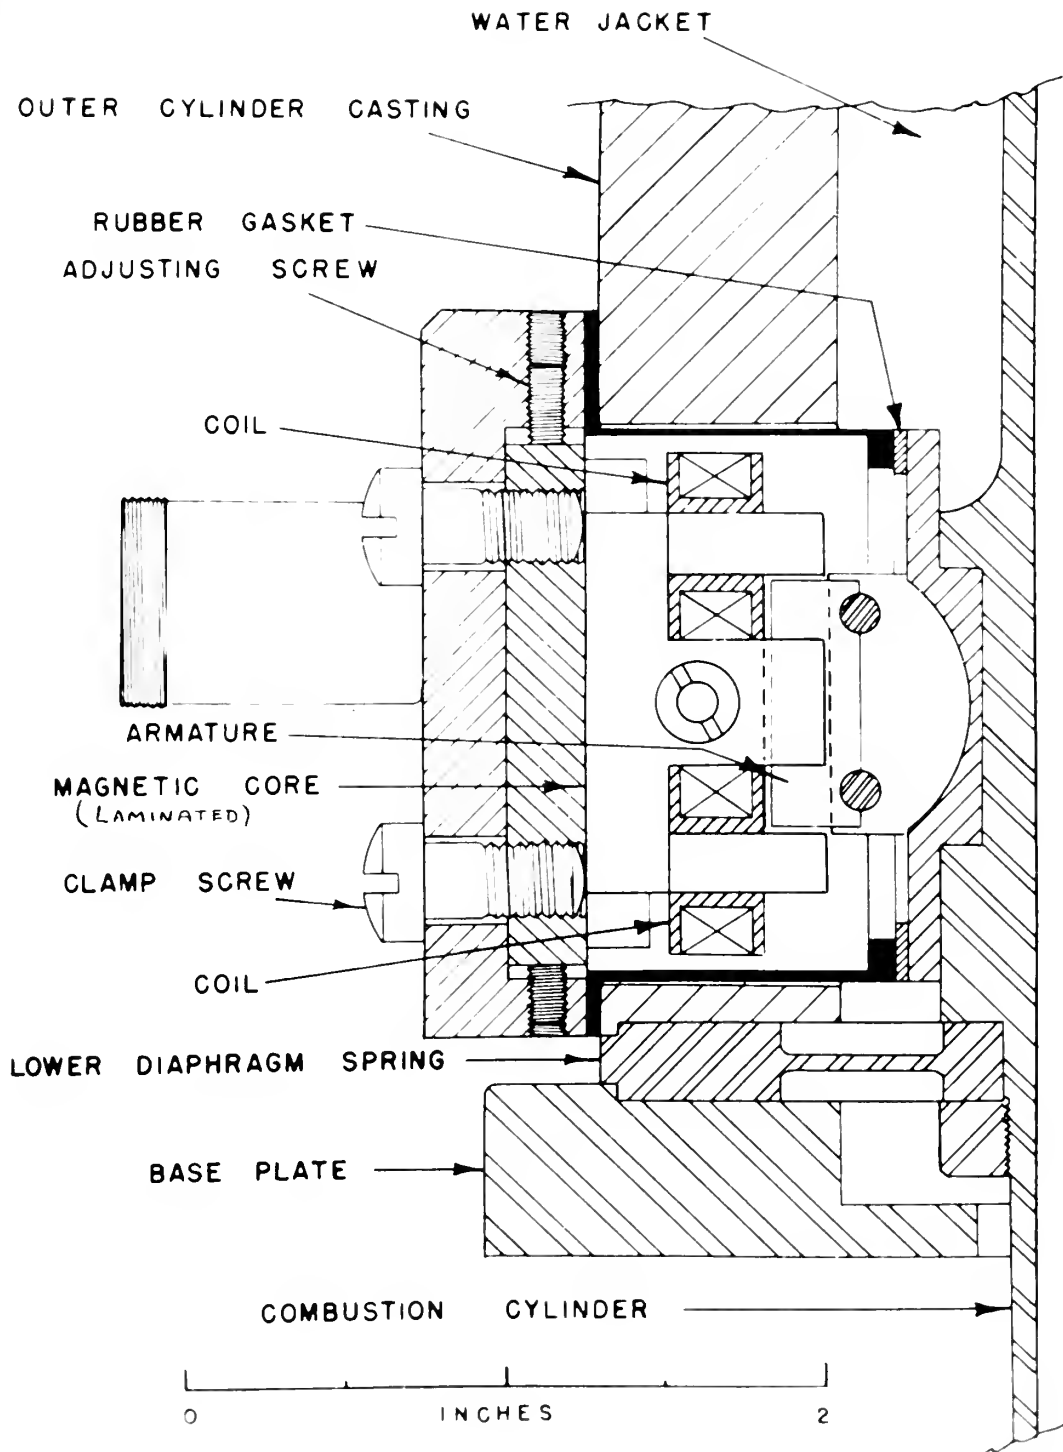 WATER JACKET
OUTER CYLINDER CASTING
RUBBER GASKET
ADJUSTING SCREW
COIL
ARMATURE
MAGNETIC CORE
(LAMINATED)
CLAMP SCREW
COIL
LOWER DIAPHRAGM SPRING
BASE PLATE
COMBUSTION CYLINDER
0 INCHES 2